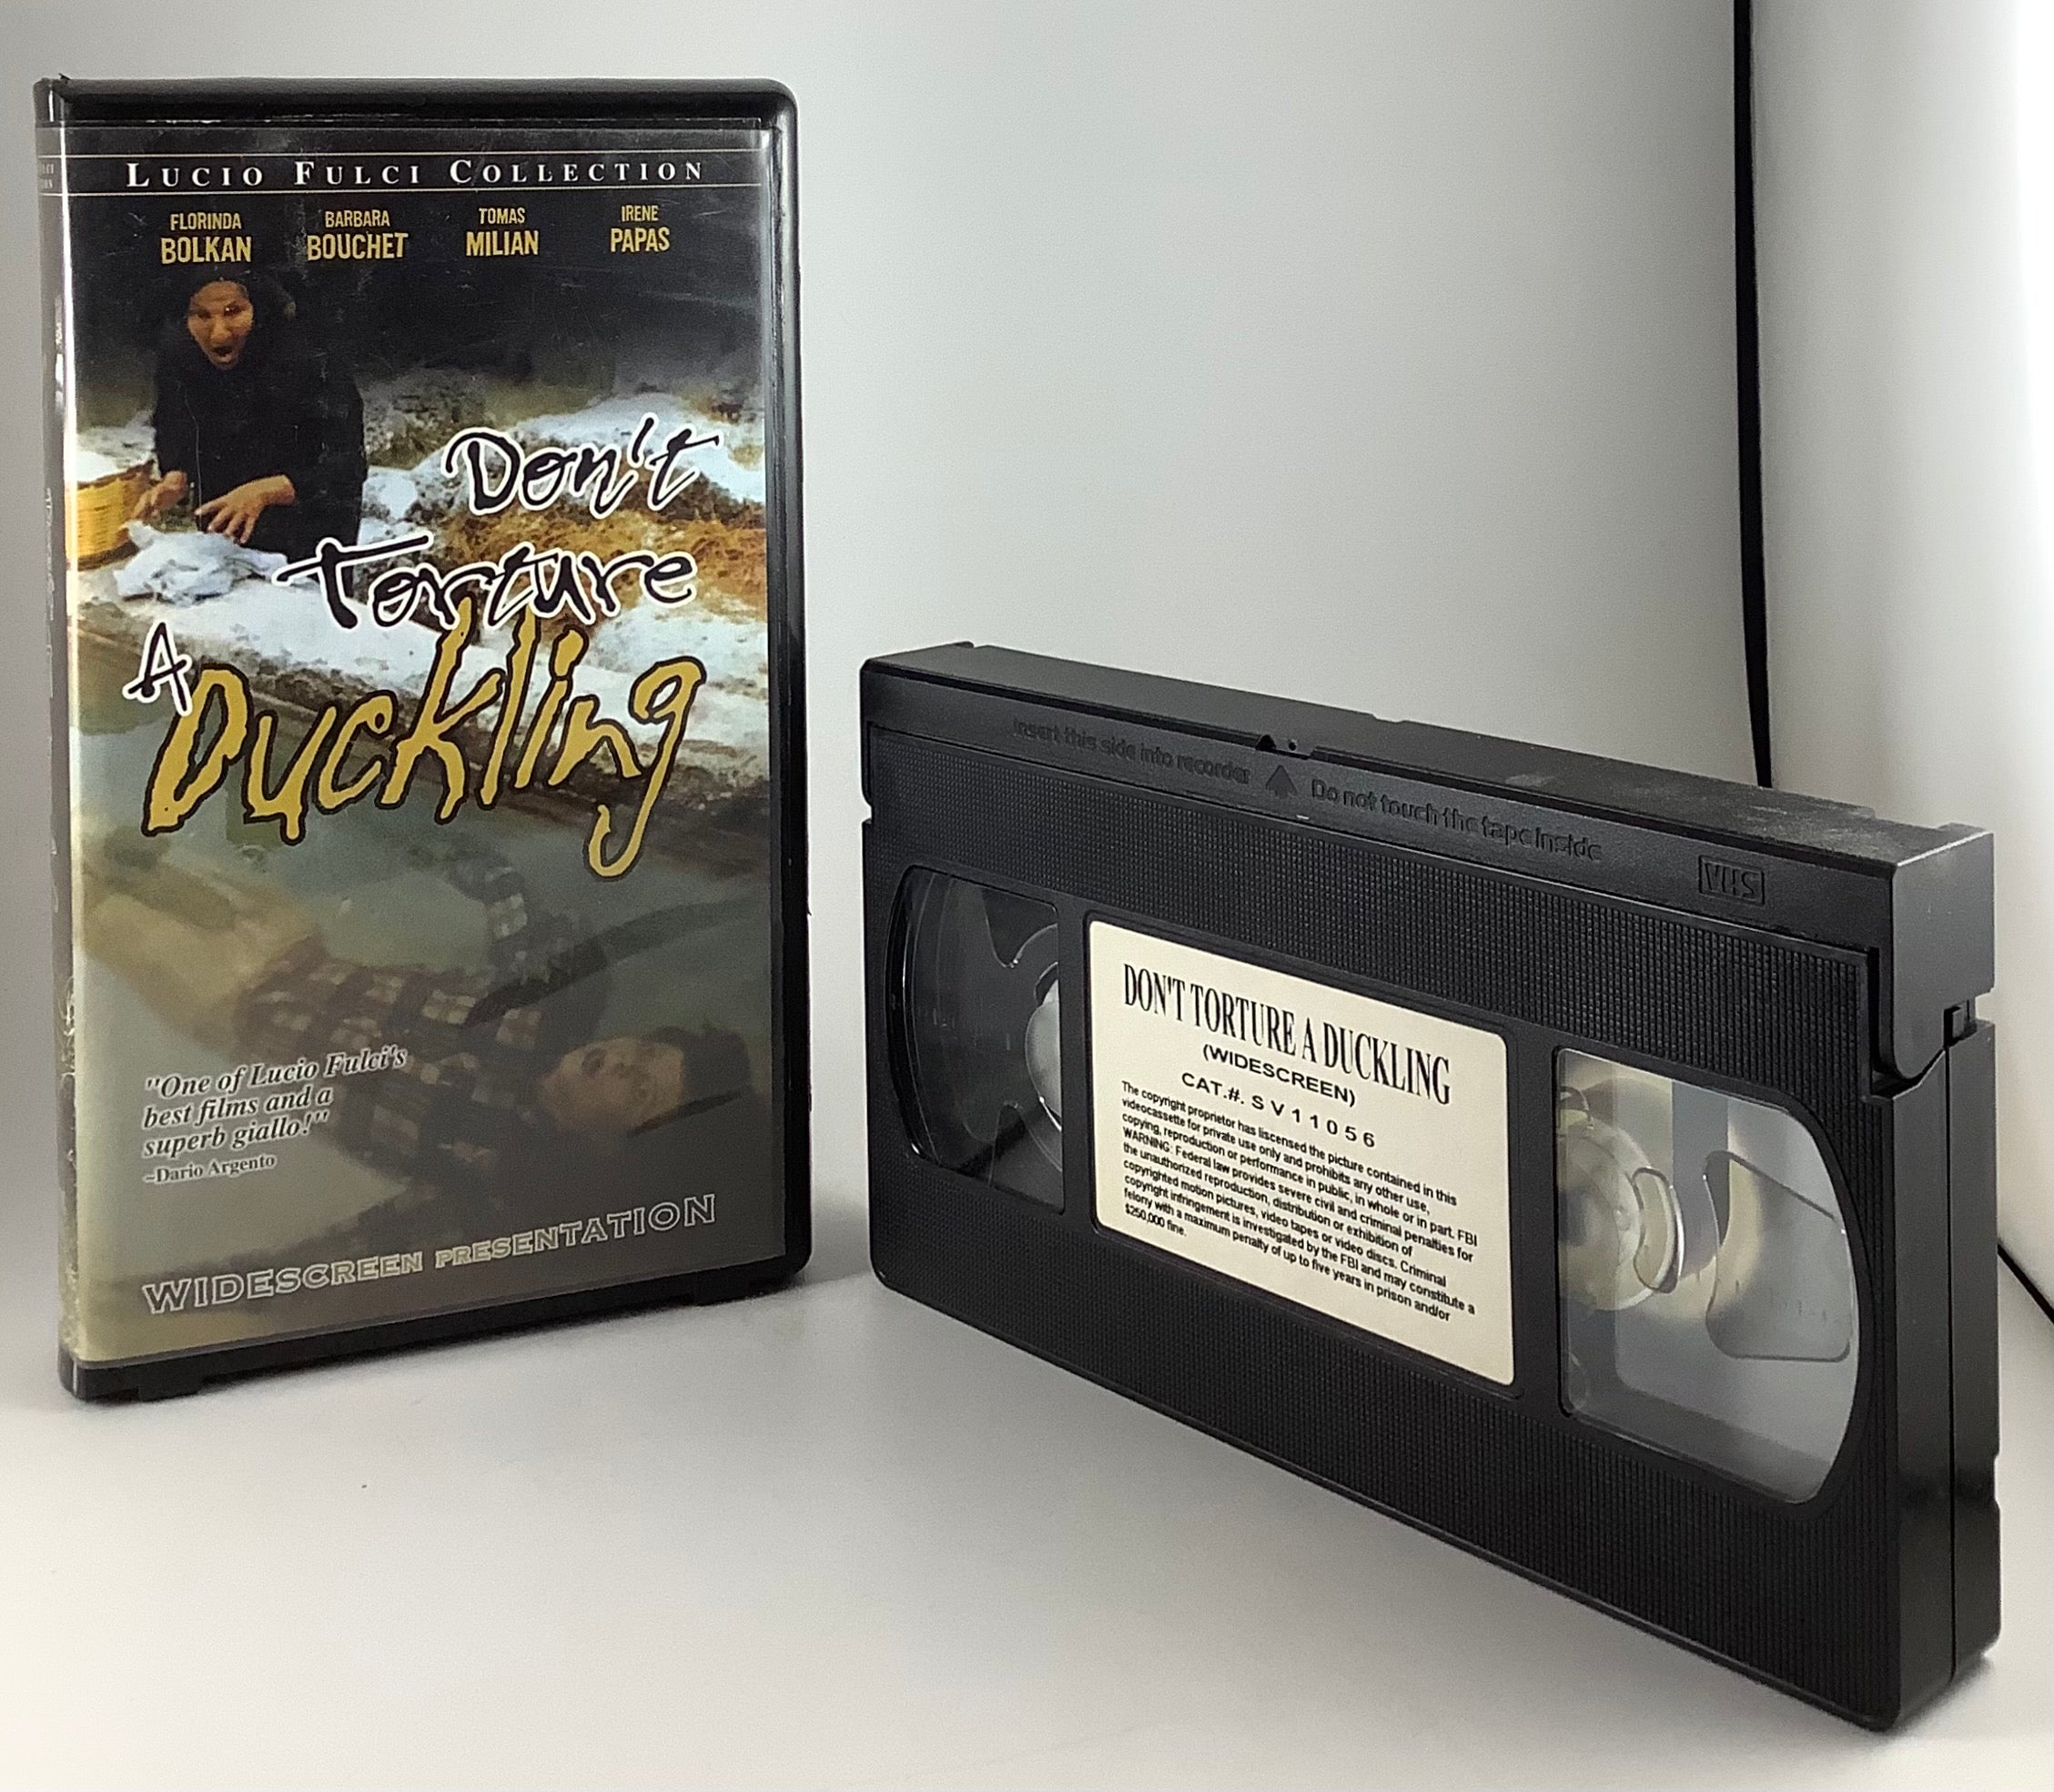 LUCIO FULCI COLLECTION
FLORINDA BOLKAN
BARBARA BOUCHET
TOMAS MILIAN
IRENE PAPAS
Don't
Torture
A Duckling
"One of Lucio Fulci's
best films and a
superb giallo!"
–Dario Argento
WIDESCREEN PRESENTATION
Insert this side into recorder Do not touch the tape inside
VHS
DON'T TORTURE A DUCKLING
(WIDESCREEN)
CAT.#. SV11056
The copyright proprietor has liscensed the picture contained in this
videocassette for private use only and prohibits any other use,
copying, reproduction or performance in public, in whole or in part. FBI
WARNING: Federal law provides severe civil and criminal penalties for
the unauthorized reproduction, distribution or exhibition of
copyrighted motion pictures, video tapes or video discs. Criminal
copyright infringement is investigated by the FBI and may constitute a
felony with a maximum penalty of up to five years in prison and/or
$250,000 fine.